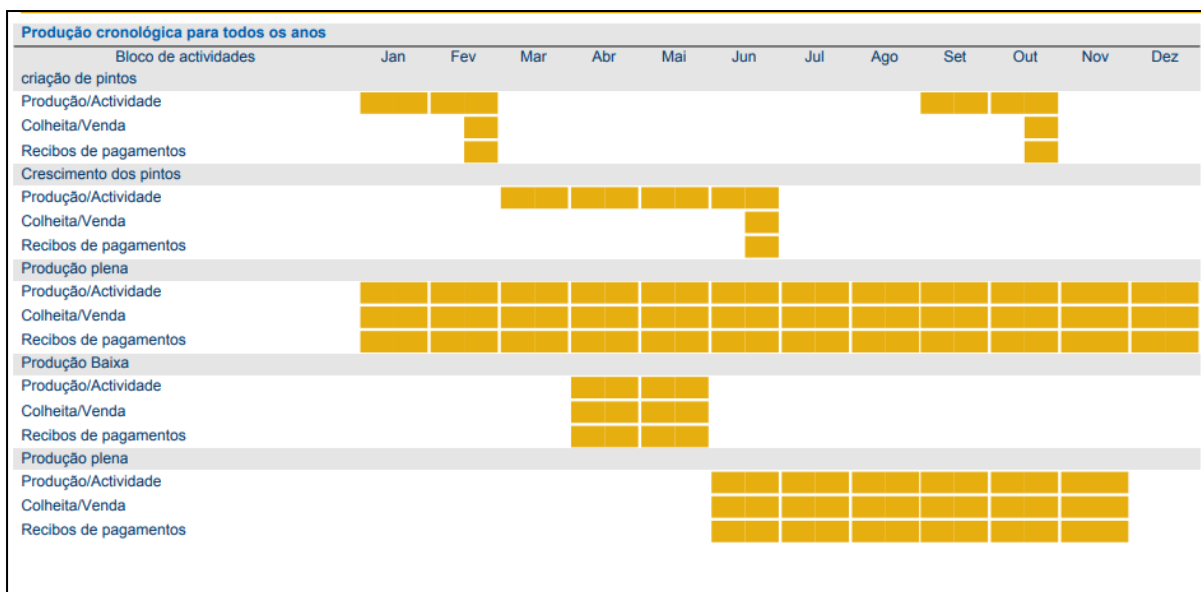 Produção cronológica para todos os anos
Bloco de actividades Jan Fev Mar Abr Mai Jun Jul Ago Set Out Nov Dez
criação de pintos
Produção/Actividade
Colheita/Venda
Recibos de pagamentos
Crescimento dos pintos
Produção/Actividade
Colheita/Venda
Recibos de pagamentos
Produção plena
Produção/Actividade
Colheita/Venda
Recibos de pagamentos
Produção Baixa
Produção/Actividade
Colheita/Venda
Recibos de pagamentos
Produção plena
Produção/Actividade
Colheita/Venda
Recibos de pagamentos